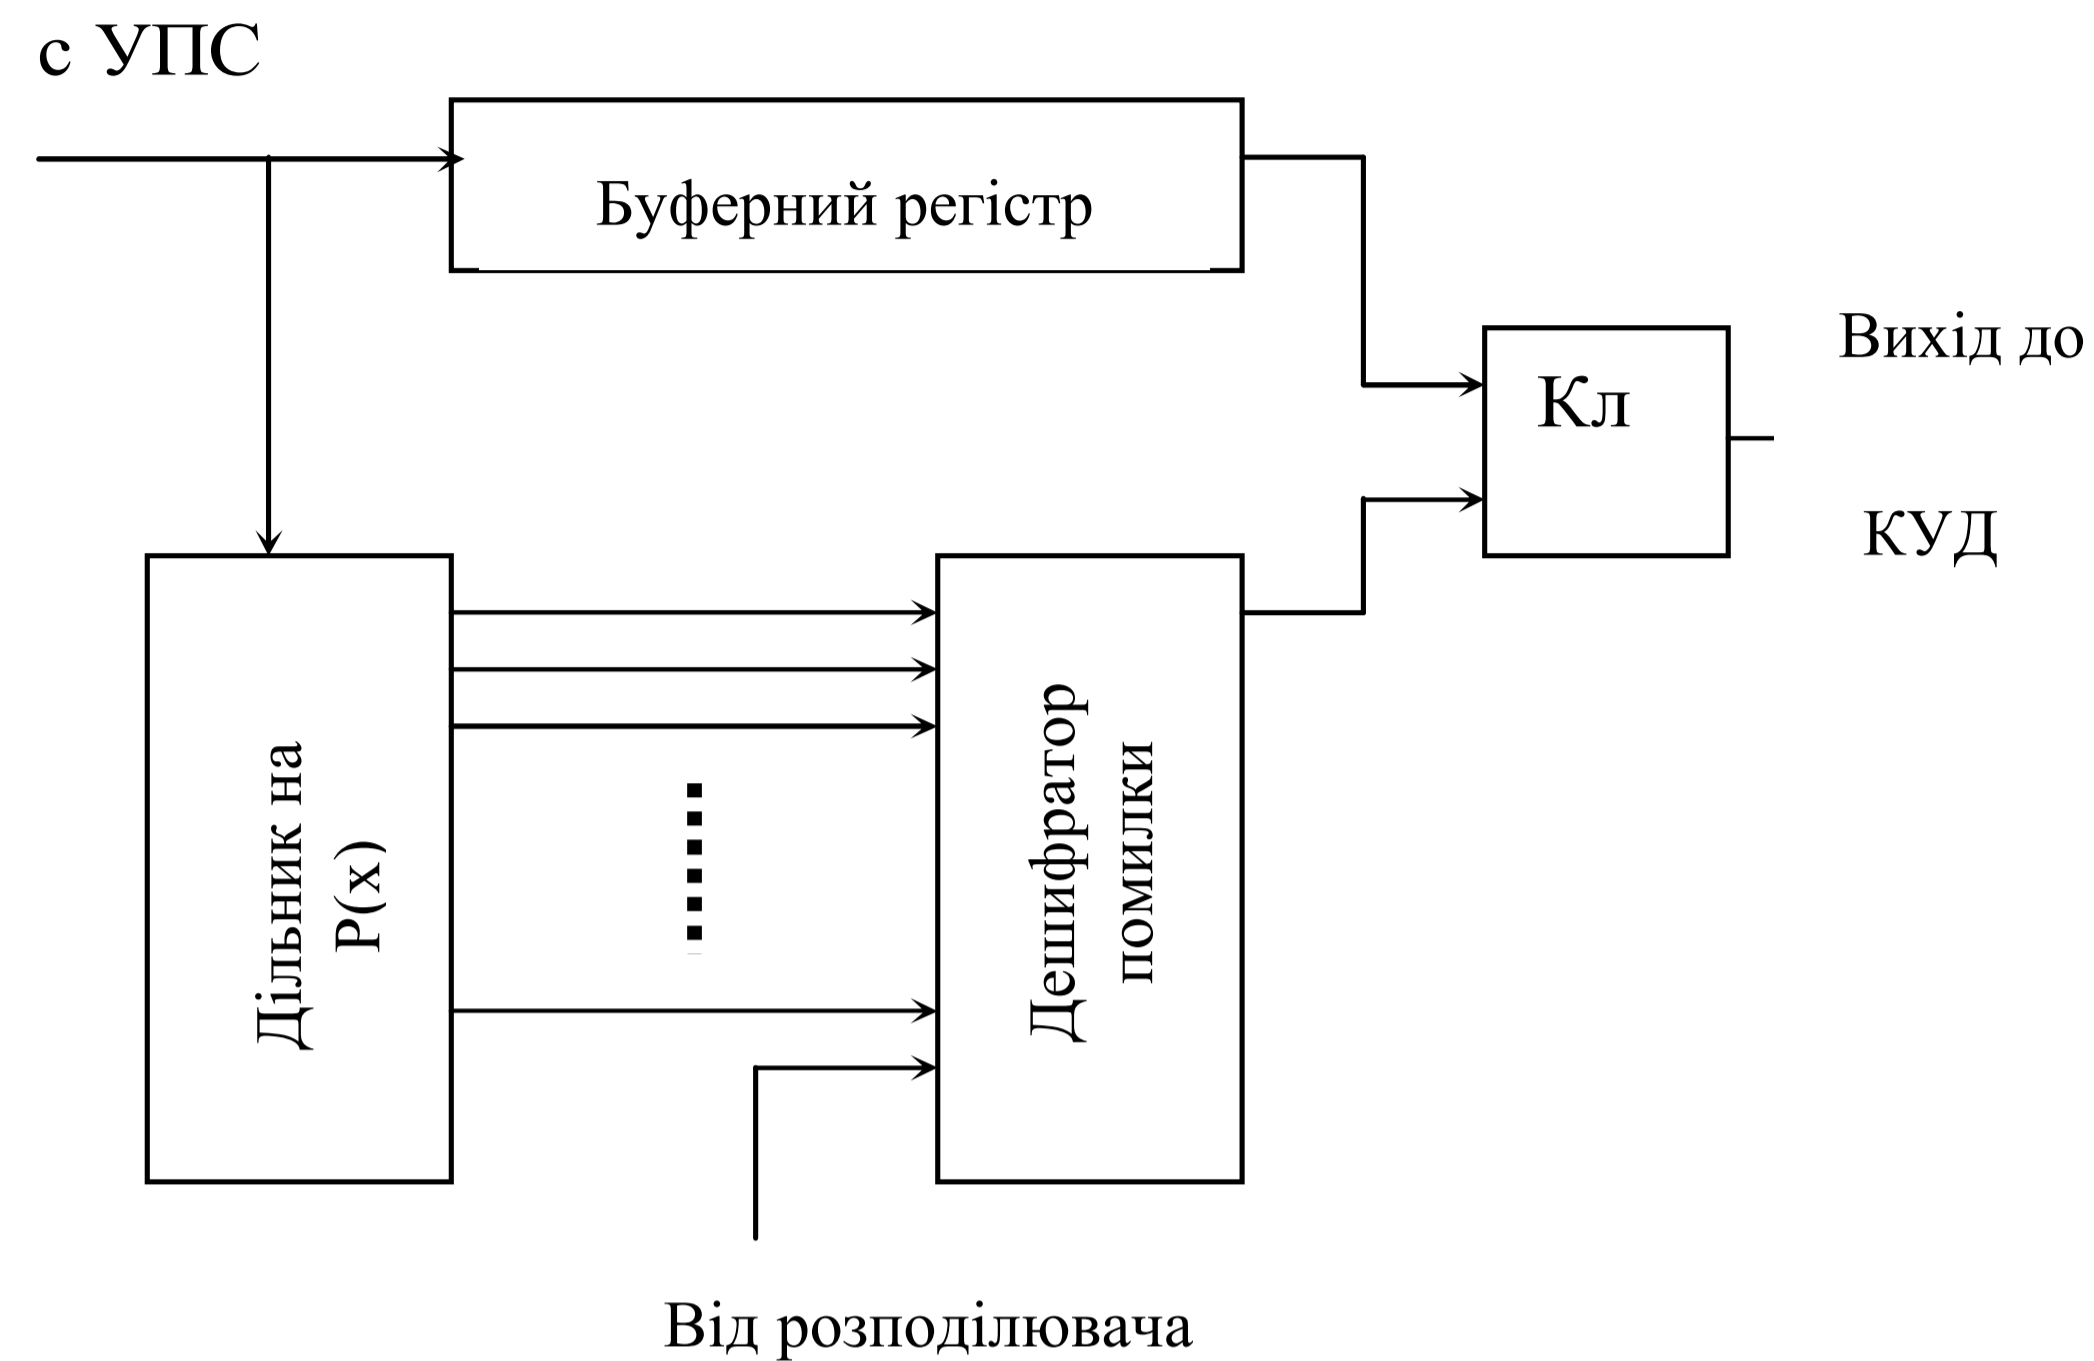 с УПС
Буферний регістр
Вихід до
Кл
КУД
Дільник на
Р(х)
Дешифратор
помилки
Від розподілювача